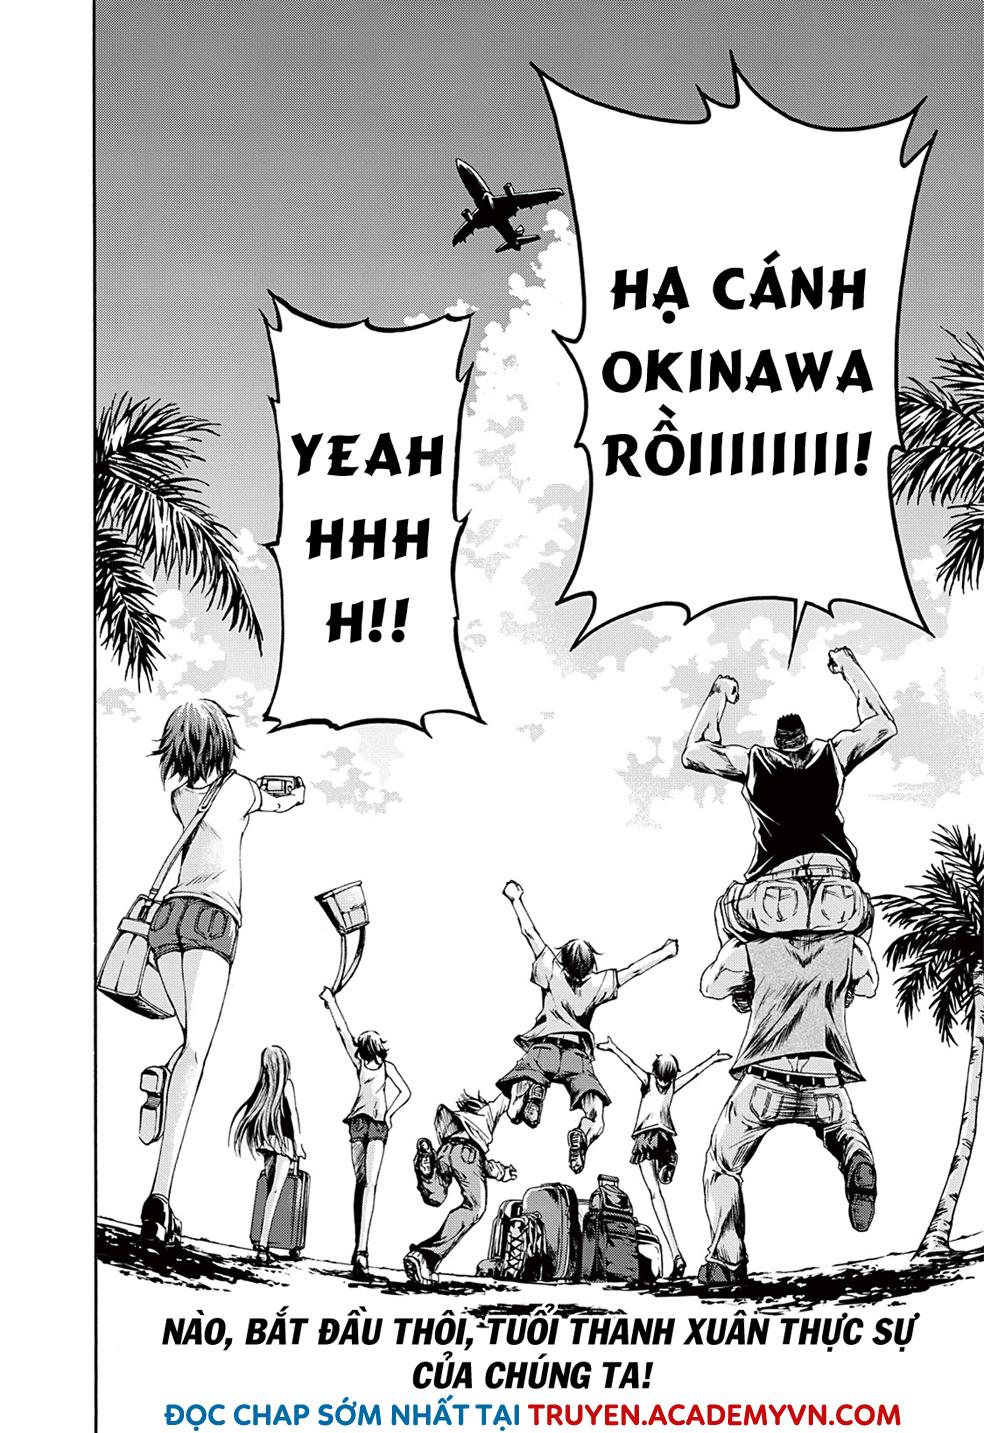 HẠ CÁNH
OKINAWA
RỒIIIIIIIII!
YEAH
HHH
H!!
NÀO, BẮT ĐẦU THÔI, TUỔI THANH XUÂN THỰC SỰ
CỦA CHÚNG TA!
ĐỌC CHAP SỚM NHẤT TẠI TRUYEN.ACADEMYVN.COM